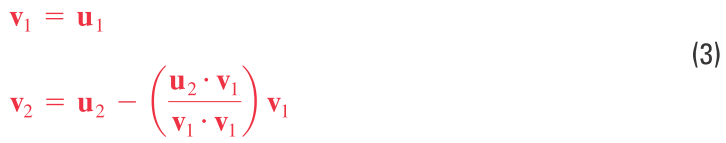 v₁ = u₁
(3)
v₂ = u₂ − (u₂ · v₁ / v₁ · v₁) v₁